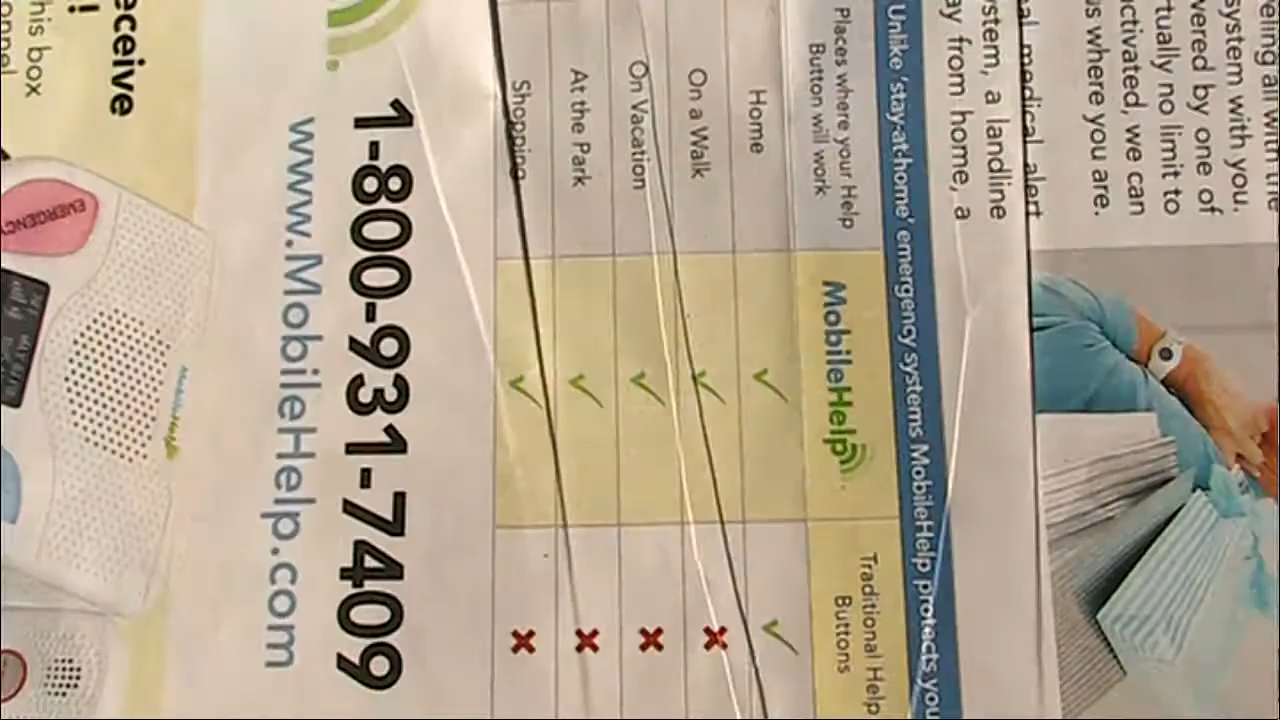 eling all with the
system with you.
vered by one of
rtually no limit to
activated, we can
us where you are.
al medical alert
ystem, a landline
ay from home, a
Unlike 'stay-at-home' emergency systems MobileHelp protects you
Places where your Help
Button will work
MobileHelp
Traditional Help
Buttons
Home
On a Walk
On Vacation
At the Park
Shopping
1-800-931-7409
www.MobileHelp.com
eceive
!!
his box
MobileHelp
EMERGENCY